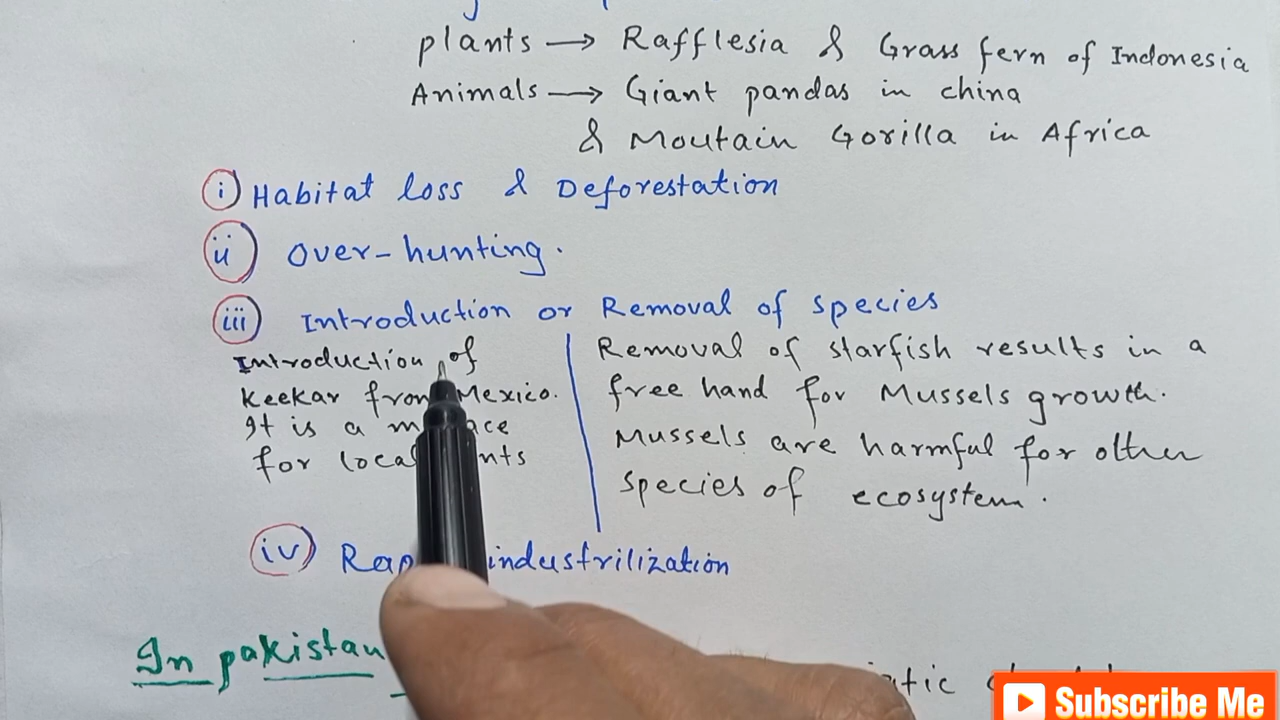 plants → Rafflesia & Grass fern of Indonesia
Animals → Giant pandas in china
& Moutain Gorilla in Africa
(i) Habitat loss & Deforestation
(ii) Over-hunting.
(iii) Introduction or Removal of species
Introduction of
keekar from Mexico.
It is a
for local
Removal of starfish results in a
free hand for Mussels growth.
Mussels are harmful for other
species of ecosystem.
(iv) industrilization
In pakistan
Subscribe Me